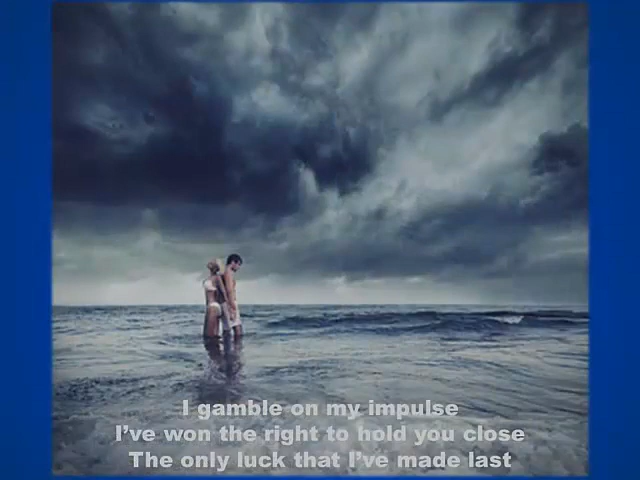 I gamble on my impulse
I've won the right to hold you close
The only luck that I've made last